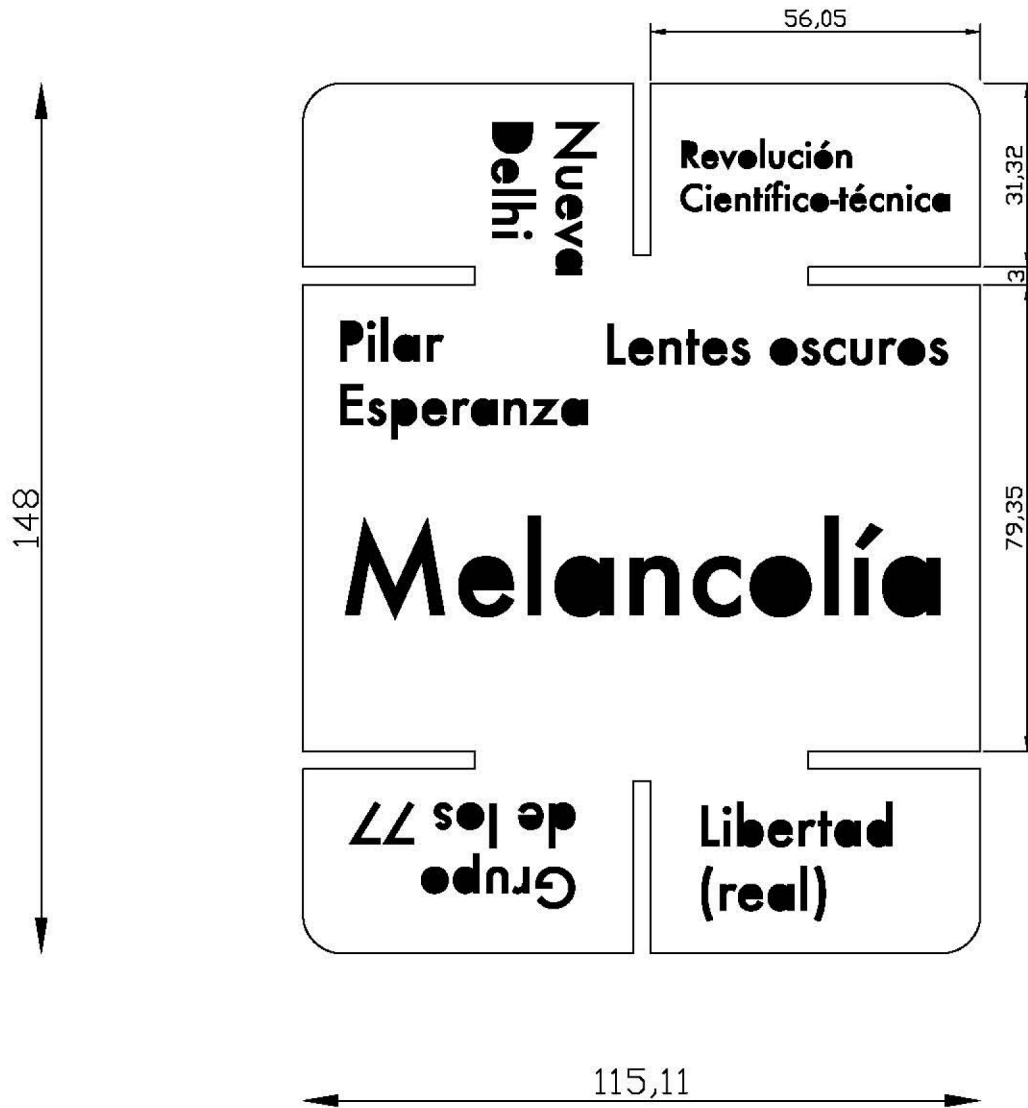 56,05
Nueva
Delhi
Revolución
Científico-técnica
31,32
3
Pilar
Esperanza
Lentes oscuros
148
79,35
Melancolía
Grupo
de los 77
Libertad
(real)
115,11